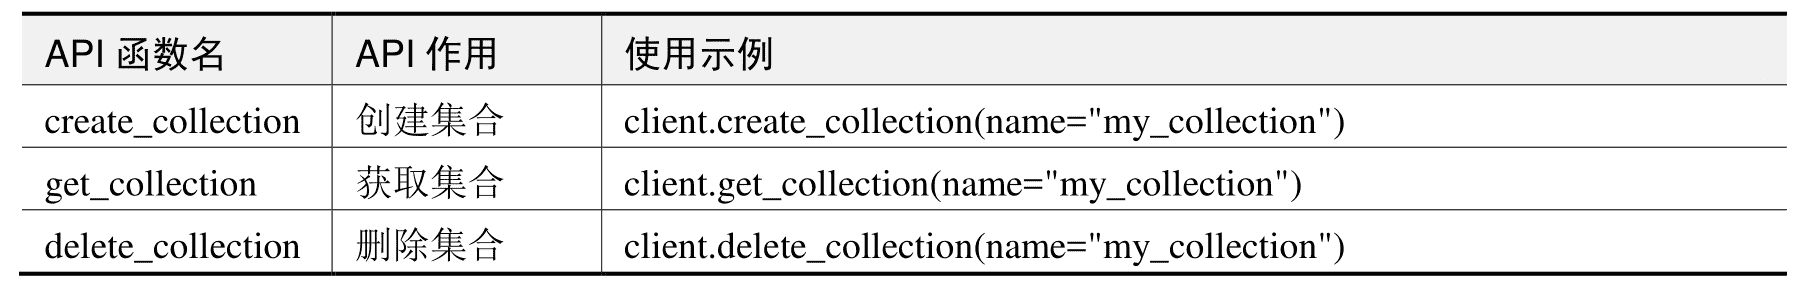 API 函数名 API 作用 使用示例
create_collection 创建集合 client.create_collection(name="my_collection")
get_collection 获取集合 client.get_collection(name="my_collection")
delete_collection 删除集合 client.delete_collection(name="my_collection")